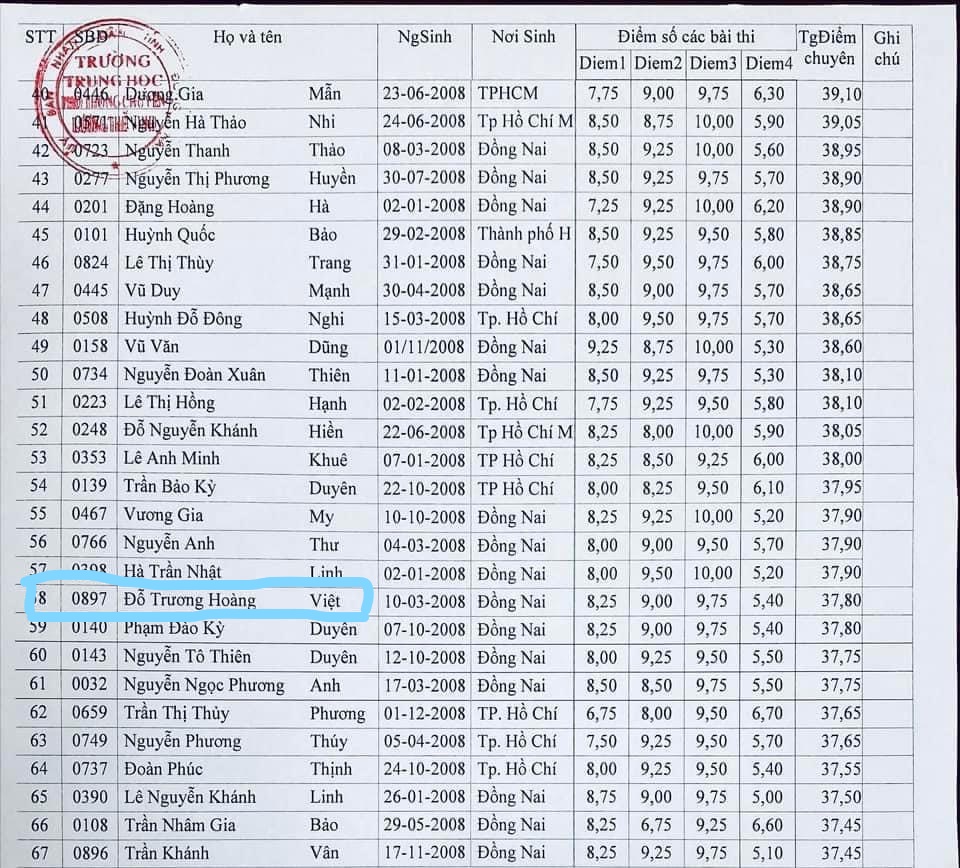 STT SBD Họ và tên NgSinh Nơi Sinh Điểm số các bài thi TgĐiểm chuyên Ghi chú
Diem1 Diem2 Diem3 Diem4
TRƯỜNG
TRUNG HỌC
40 0446 Dương Gia Mẫn 23-06-2008 TPHCM 7,75 9,00 9,75 6,30 39,10
41 Nguyễn Hà Thảo Nhi 24-06-2008 Tp Hồ Chí M 8,50 8,75 10,00 5,90 39,05
42 0723 Nguyễn Thanh Thảo 08-03-2008 Đồng Nai 8,50 9,25 10,00 5,60 38,95
43 0277 Nguyễn Thị Phương Huyền 30-07-2008 Đồng Nai 8,50 9,25 9,75 5,70 38,90
44 0201 Đặng Hoàng Hà 02-01-2008 Đồng Nai 7,25 9,25 10,00 6,20 38,90
45 0101 Huỳnh Quốc Bảo 29-02-2008 Thành phố H 8,50 9,25 9,50 5,80 38,85
46 0824 Lê Thị Thùy Trang 31-01-2008 Đồng Nai 7,50 9,50 9,75 6,00 38,75
47 0445 Vũ Duy Mạnh 30-04-2008 Đồng Nai 8,50 9,00 9,75 5,70 38,65
48 0508 Huỳnh Đỗ Đông Nghi 15-03-2008 Tp. Hồ Chí 8,00 9,50 9,75 5,70 38,65
49 0158 Vũ Văn Dũng 01/11/2008 Đồng Nai 9,25 8,75 10,00 5,30 38,60
50 0734 Nguyễn Đoàn Xuân Thiên 11-01-2008 Đồng Nai 8,50 9,25 9,75 5,30 38,10
51 0223 Lê Thị Hồng Hạnh 02-02-2008 Tp. Hồ Chí 7,75 9,25 9,50 5,80 38,10
52 0248 Đỗ Nguyễn Khánh Hiền 22-06-2008 Tp Hồ Chí M 8,25 8,00 10,00 5,90 38,05
53 0353 Lê Anh Minh Khuê 07-01-2008 TP Hồ Chí 8,25 8,50 9,25 6,00 38,00
54 0139 Trần Bảo Kỳ Duyên 22-10-2008 TP Hồ Chí 8,00 8,25 9,50 6,10 37,95
55 0467 Vương Gia My 10-10-2008 Đồng Nai 8,25 9,25 10,00 5,20 37,90
56 0766 Nguyễn Anh Thư 04-03-2008 Đồng Nai 8,00 9,00 9,50 5,70 37,90
57 0398 Hà Trần Nhật Linh 02-01-2008 Đồng Nai 8,00 9,50 10,00 5,20 37,90
58 0897 Đỗ Trương Hoàng Việt 10-03-2008 Đồng Nai 8,25 9,00 9,75 5,40 37,80
59 0140 Phạm Đào Kỳ Duyên 07-10-2008 Đồng Nai 8,25 9,00 9,75 5,40 37,80
60 0143 Nguyễn Tô Thiên Duyên 12-10-2008 Đồng Nai 8,00 9,25 9,50 5,50 37,75
61 0032 Nguyễn Ngọc Phương Anh 17-03-2008 Đồng Nai 8,50 8,50 9,75 5,50 37,75
62 0659 Trần Thị Thủy Phương 01-12-2008 TP. Hồ Chí 6,75 8,00 9,50 6,70 37,65
63 0749 Nguyễn Phương Thúy 05-04-2008 Tp. Hồ Chí 7,50 9,25 9,50 5,70 37,65
64 0737 Đoàn Phúc Thịnh 24-10-2008 Tp. Hồ Chí 8,00 9,25 9,50 5,40 37,55
65 0390 Lê Nguyễn Khánh Linh 26-01-2008 Đồng Nai 8,75 9,00 9,75 5,00 37,50
66 0108 Trần Nhâm Gia Bảo 29-05-2008 Đồng Nai 8,25 6,75 9,50 6,60 37,45
67 0896 Trần Khánh Vân 17-11-2008 Đồng Nai 8,25 9,25 9,75 5,10 37,45